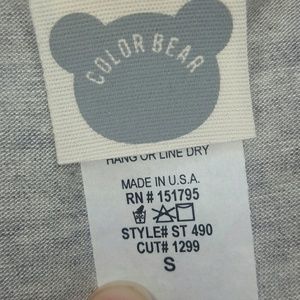 COLOR BEAR
HANG OR LINE DRY
MADE IN U.S.A.
RN # 151795
STYLE# ST 490
CUT# 1299
S